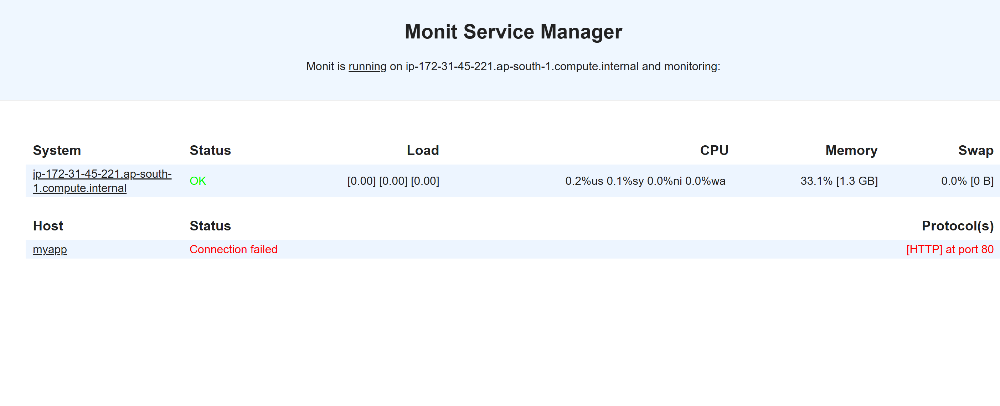 Monit Service Manager
Monit is running on ip-172-31-45-221.ap-south-1.compute.internal and monitoring:
System Status Load CPU Memory Swap
ip-172-31-45-221.ap-south-
1.compute.internal
OK [0.00] [0.00] [0.00] 0.2%us 0.1%sy 0.0%ni 0.0%wa 33.1% [1.3 GB] 0.0% [0 B]
Host Status Protocol(s)
myapp Connection failed [HTTP] at port 80